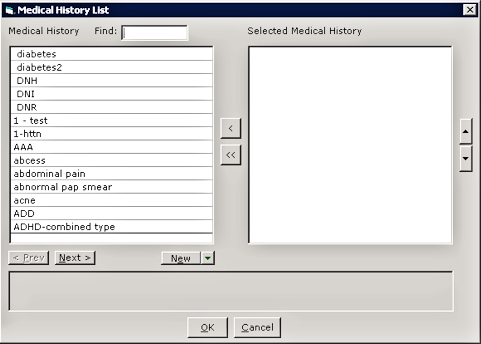 Medical History List
Medical History Find: Selected Medical History
diabetes
diabetes2
DNH
DNI
DNR
1 - test
1-httn
AAA
abcess
abdominal pain
abnormal pap smear
acne
ADD
ADHD-combined type
<
<<
< Prev Next > New
OK Cancel